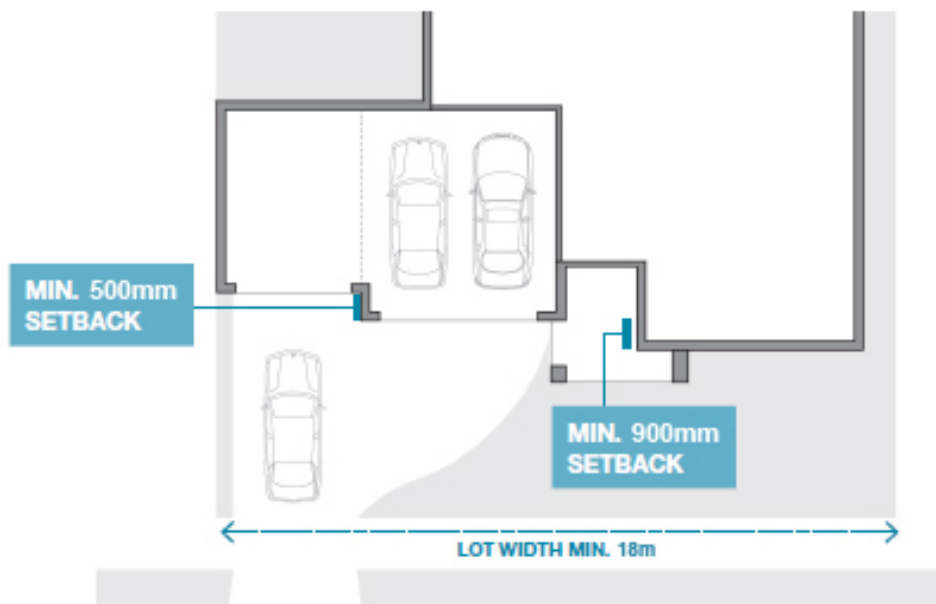 MIN. 500mm
SETBACK
MIN. 900mm
SETBACK
LOT WIDTH MIN. 18m